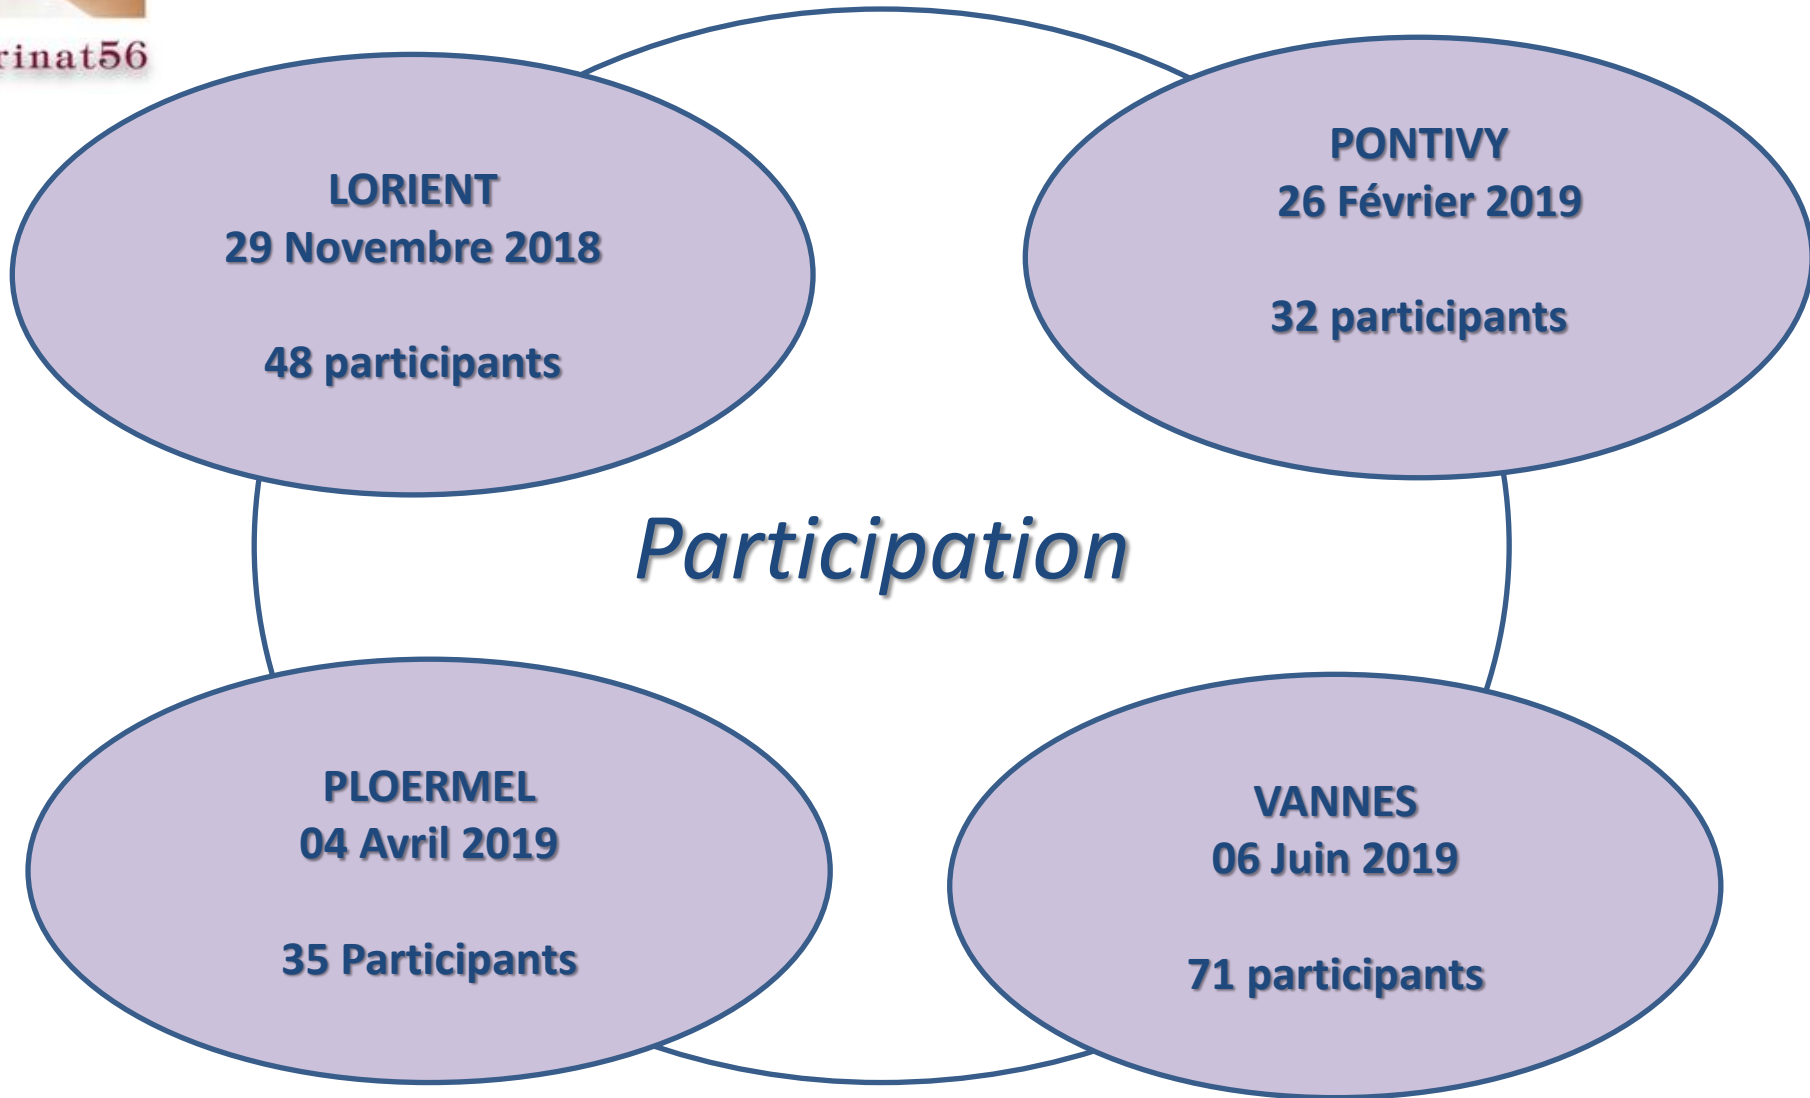 rinat56
LORIENT
29 Novembre 2018
48 participants
PONTIVY
26 Février 2019
32 participants
Participation
PLOERMEL
04 Avril 2019
35 Participants
VANNES
06 Juin 2019
71 participants